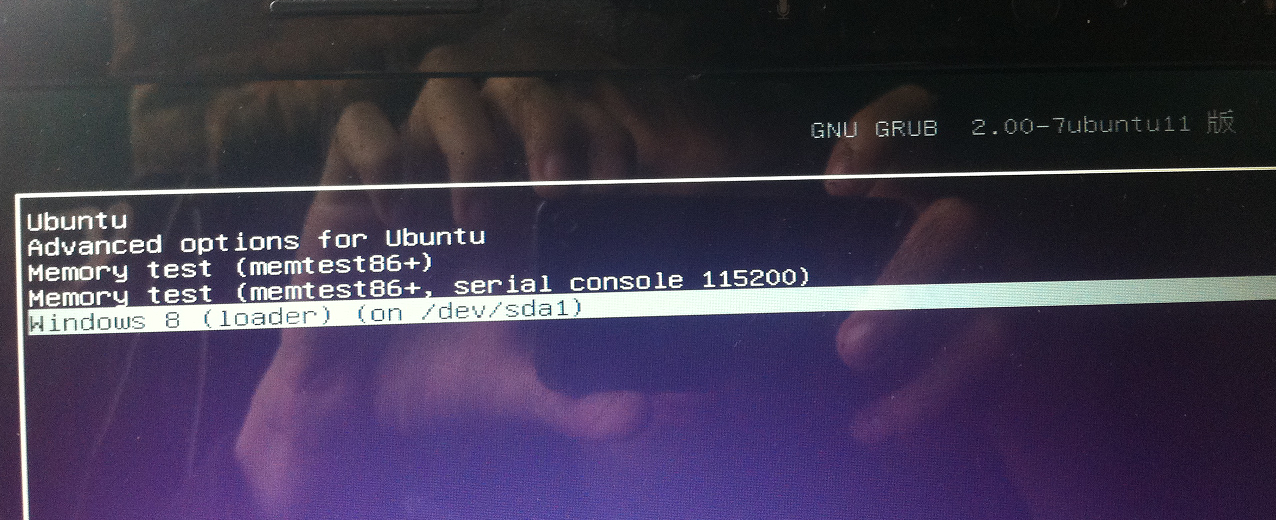 GNU GRUB 2.00-7ubuntu11 版
Ubuntu
Advanced options for Ubuntu
Memory test (memtest86+)
Memory test (memtest86+, serial console 115200)
Windows 8 (loader) (on /dev/sda1)